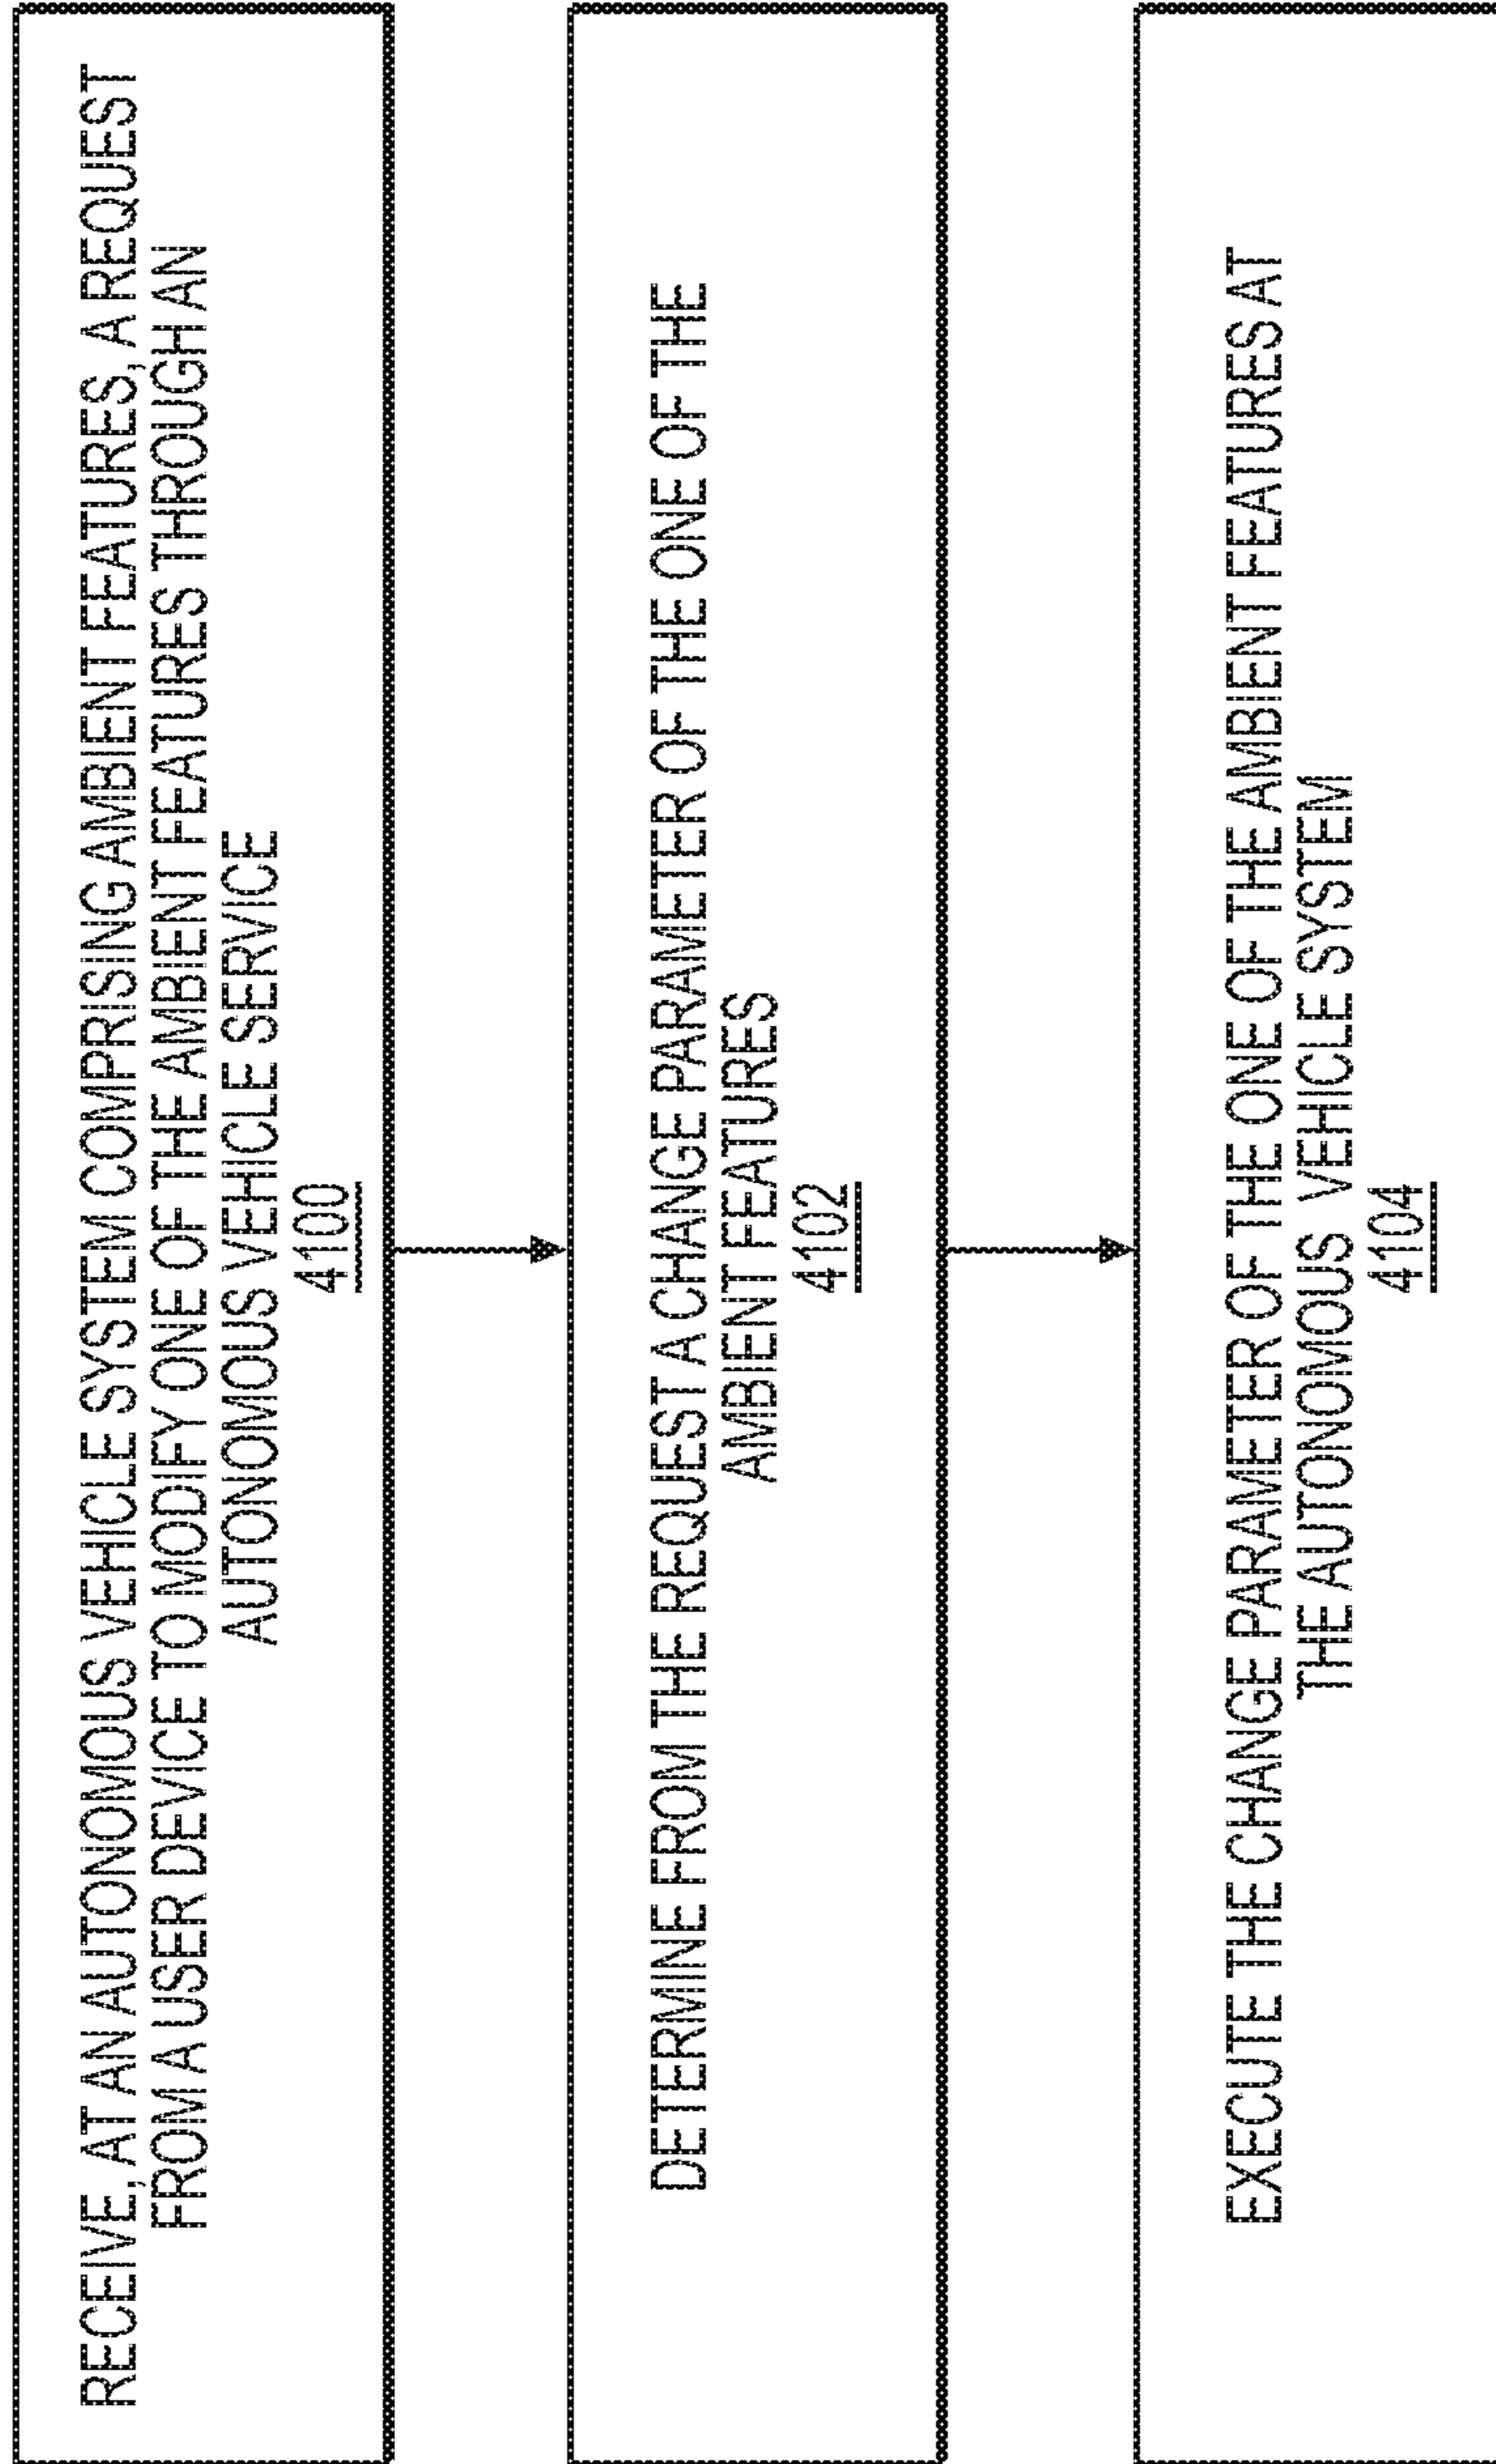 RECEIVE, AT AN AUTONOMOUS VEHICLE SYSTEM COMPRISING AMBIENT FEATURES, A REQUEST
FROM A USER DEVICE TO MODIFY ONE OF THE AMBIENT FEATURES THROUGH AN
AUTONOMOUS VEHICLE SERVICE
4100
DETERMINE FROM THE REQUEST A CHANGE PARAMETER OF THE ONE OF THE
AMBIENT FEATURES
4102
EXECUTE THE CHANGE PARAMETER OF THE ONE OF THE AMBIENT FEATURES AT
THE AUTONOMOUS VEHICLE SYSTEM
4104